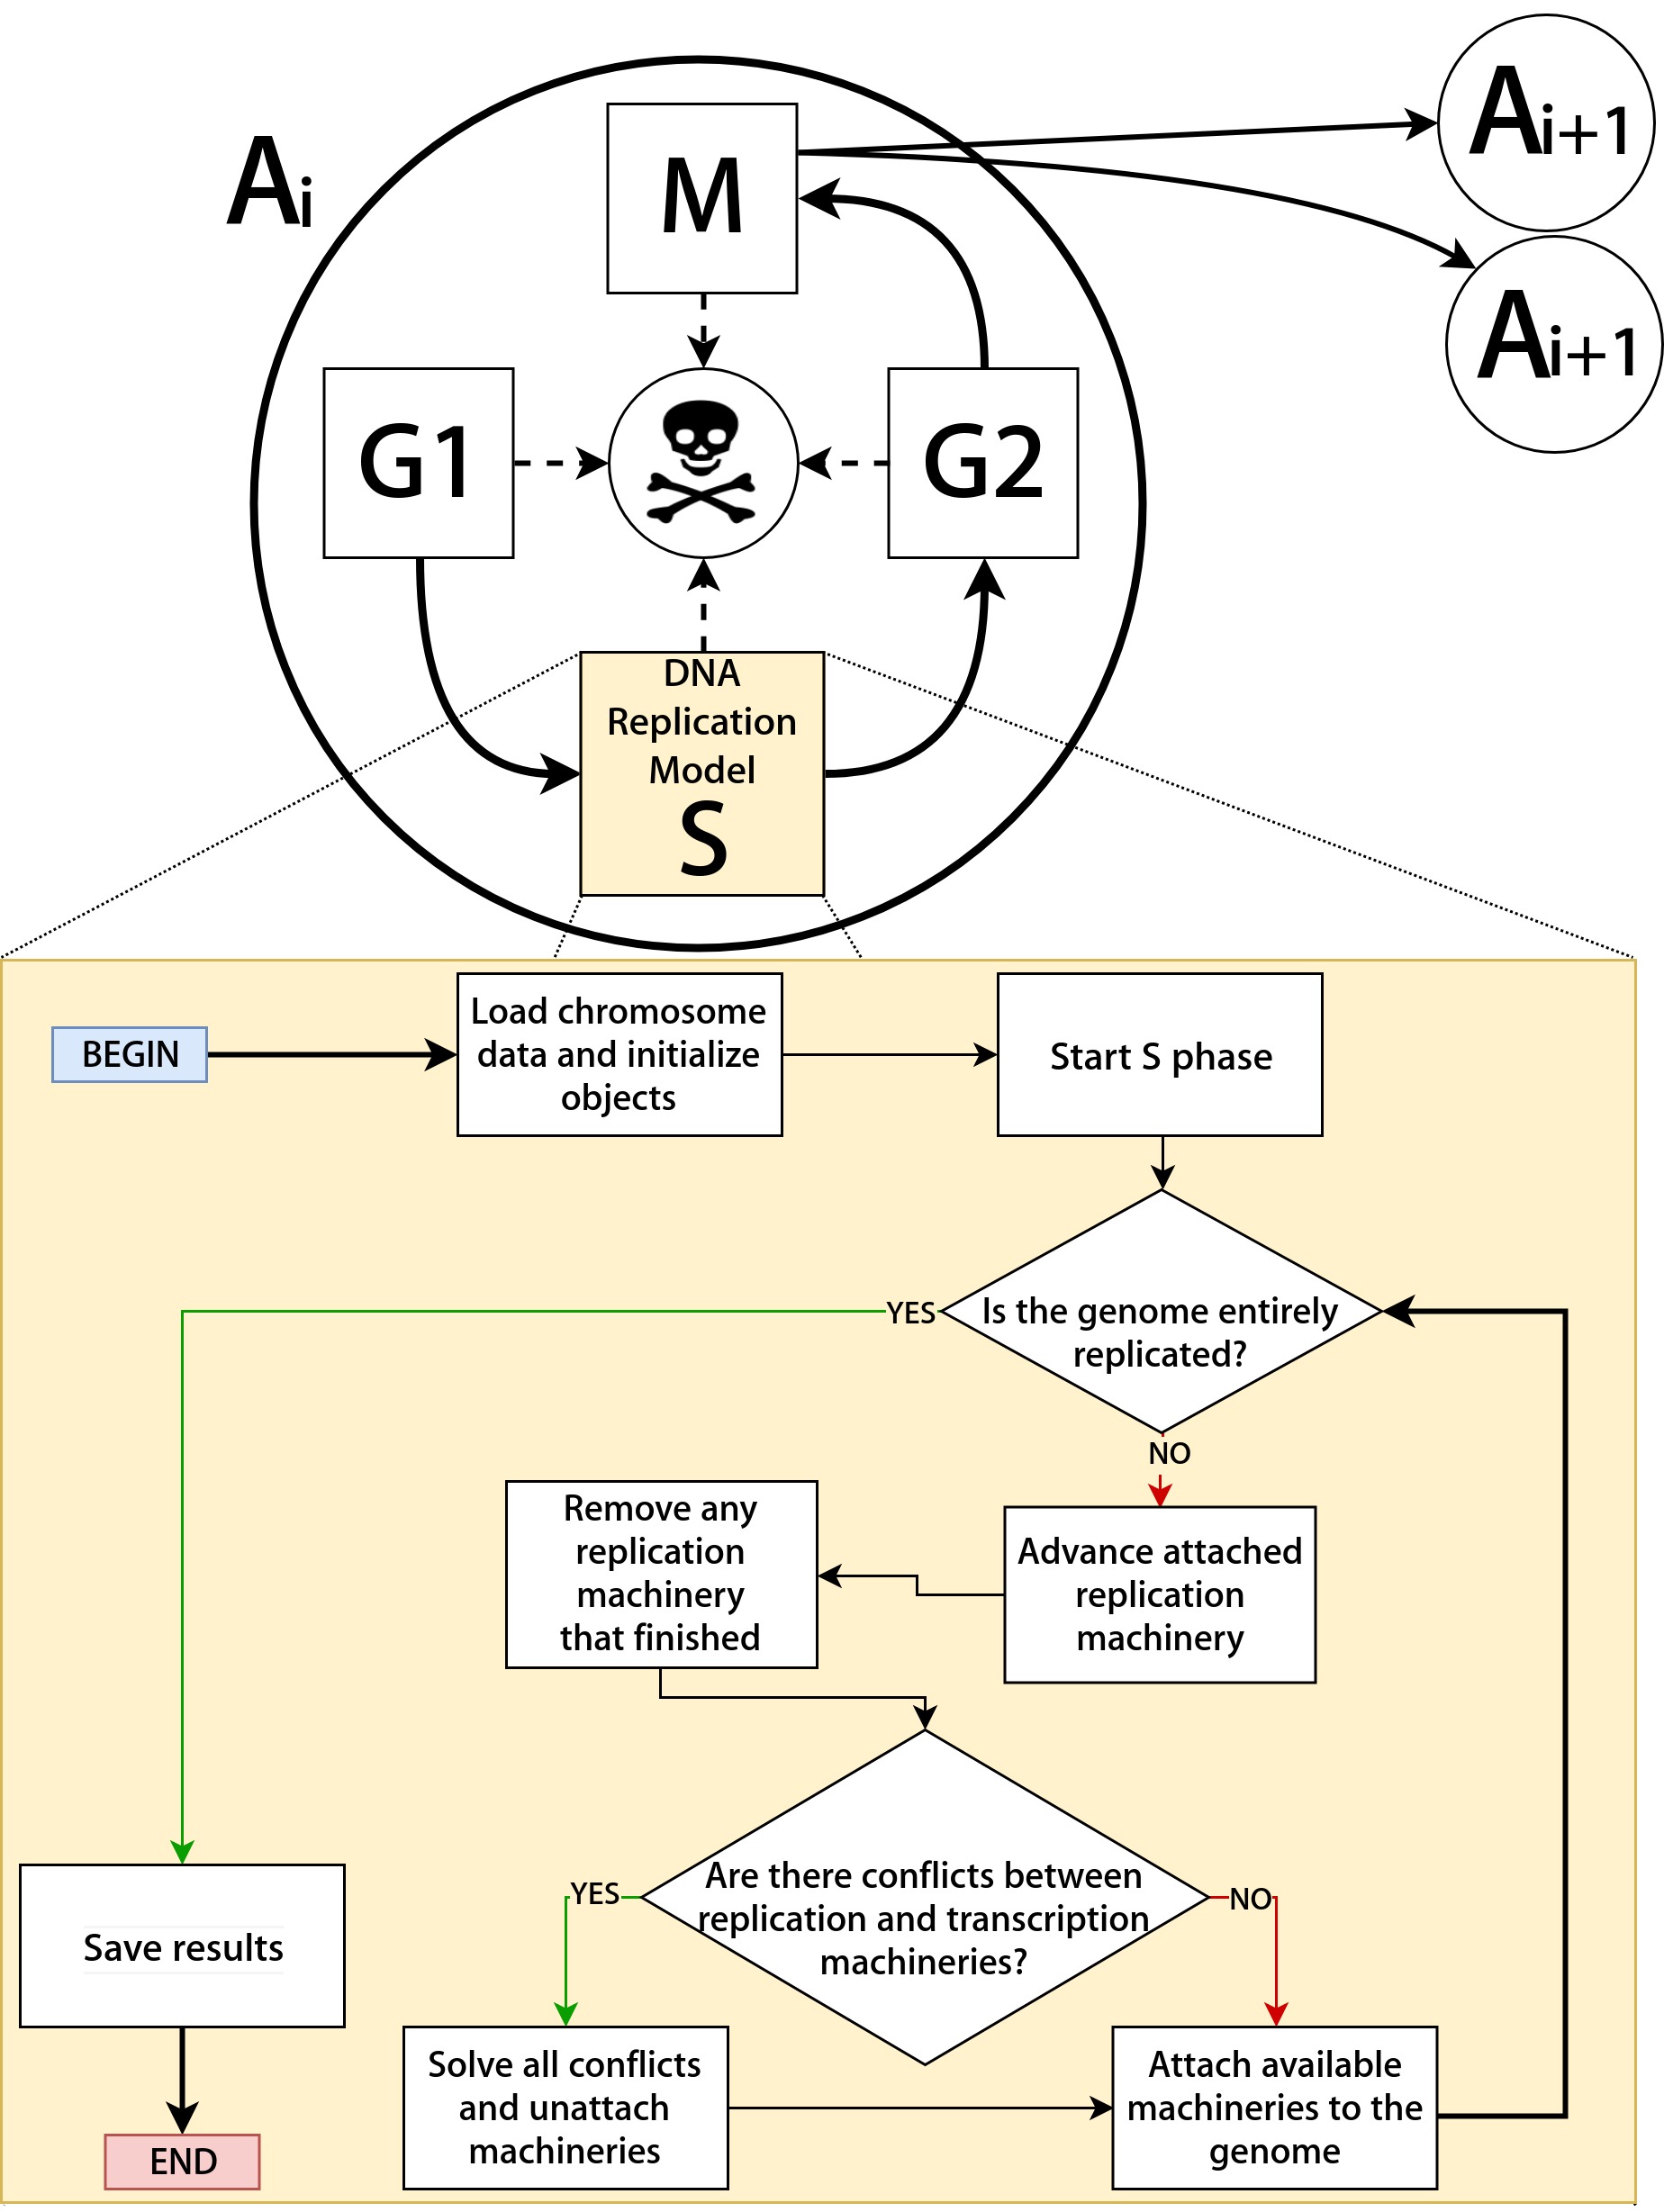 Ai
M
Ai+1
Ai+1
G1
G2
DNA
Replication
Model
S
BEGIN
Load chromosome
data and initialize
objects
Start S phase
Is the genome entirely
replicated?
YES
NO
Remove any
replication
machinery
that finished
Advance attached
replication
machinery
Are there conflicts between
replication and transcription
machineries?
YES
NO
Save results
Solve all conflicts
and unattach
machineries
Attach available
machineries to the
genome
END